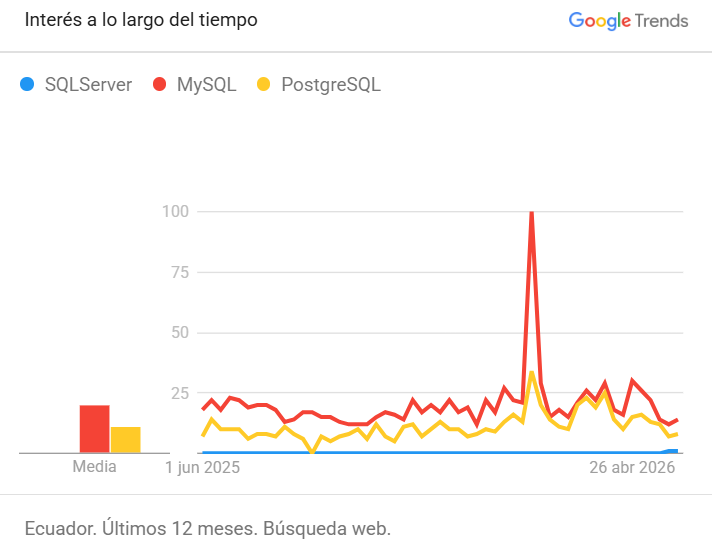 Interés a lo largo del tiempo
Google Trends
SQLServer MySQL PostgreSQL
100
75
50
25
Media
1 jun 2025
26 abr 2026
Ecuador. Últimos 12 meses. Búsqueda web.